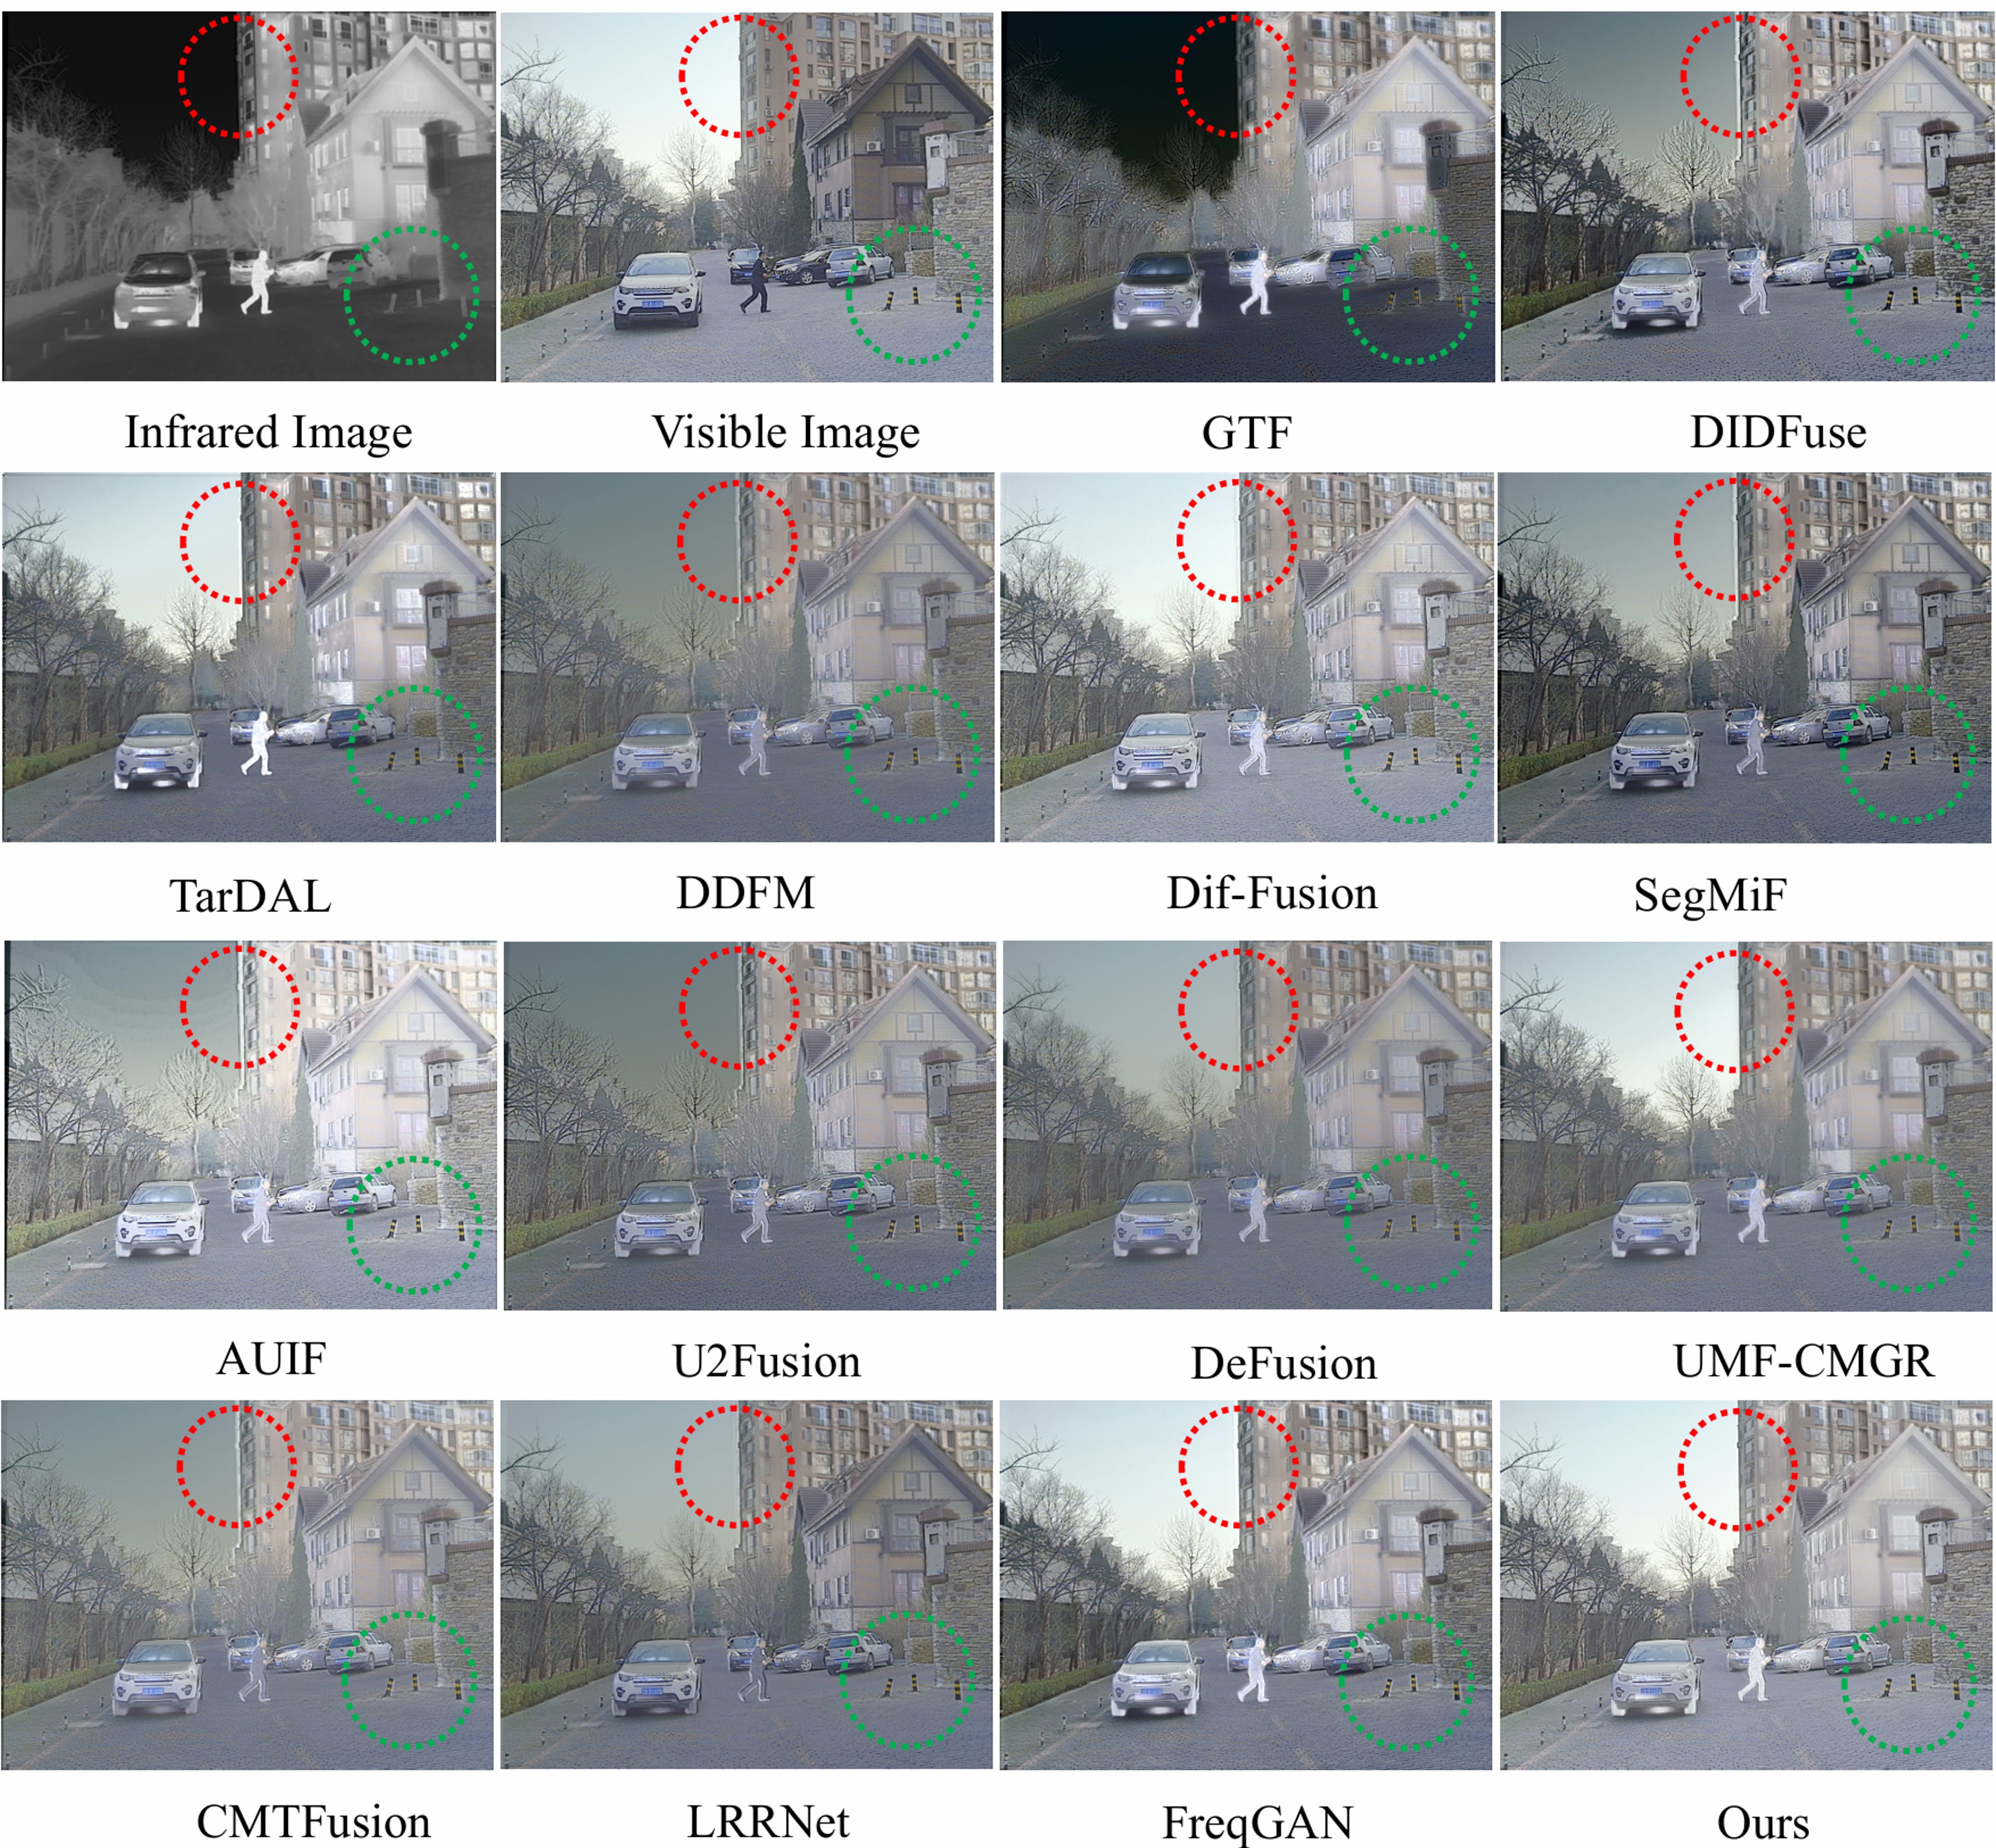 Infrared Image
Visible Image
GTF
DIDFuse
TarDAL
DDFM
Dif-Fusion
SegMiF
AUIF
U2Fusion
DeFusion
UMF-CMGR
CMTFusion
LRRNet
FreqGAN
Ours